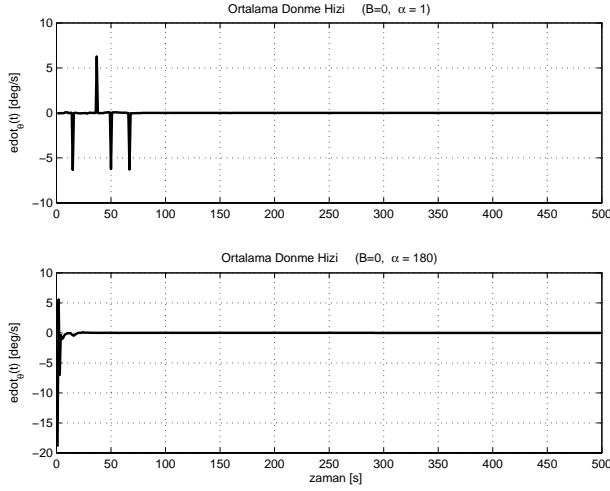 Ortalama Donme Hizi (B=0, α = 1)
10
5
0
−5
−10
edot_θ(t) [deg/s]
0 50 100 150 200 250 300 350 400 450 500
Ortalama Donme Hizi (B=0, α = 180)
10
5
0
−5
−10
−15
−20
edot_θ(t) [deg/s]
0 50 100 150 200 250 300 350 400 450 500
zaman [s]